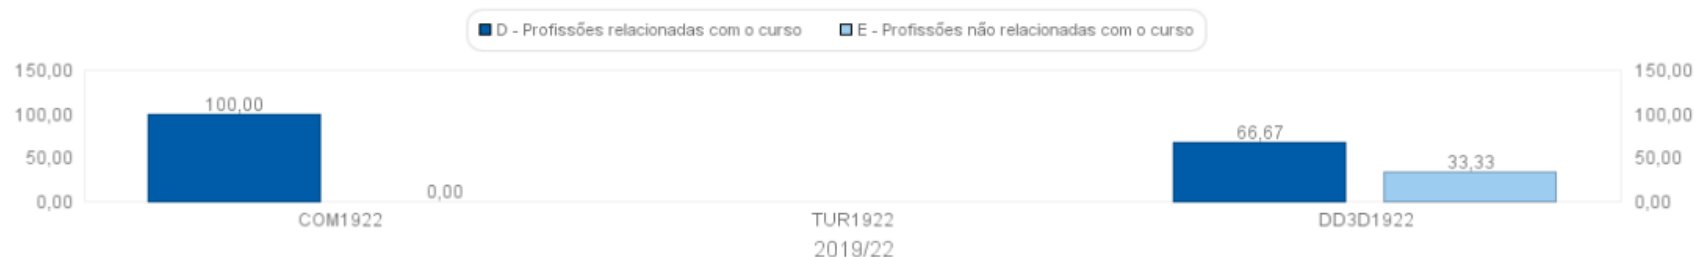 D - Profissões relacionadas com o curso E - Profissões não relacionadas com o curso
150,00 150,00
100,00
100,00 100,00
66,67
50,00 33,33 50,00
0,00
0,00 0,00
COM1922 TUR1922 DD3D1922
2019/22